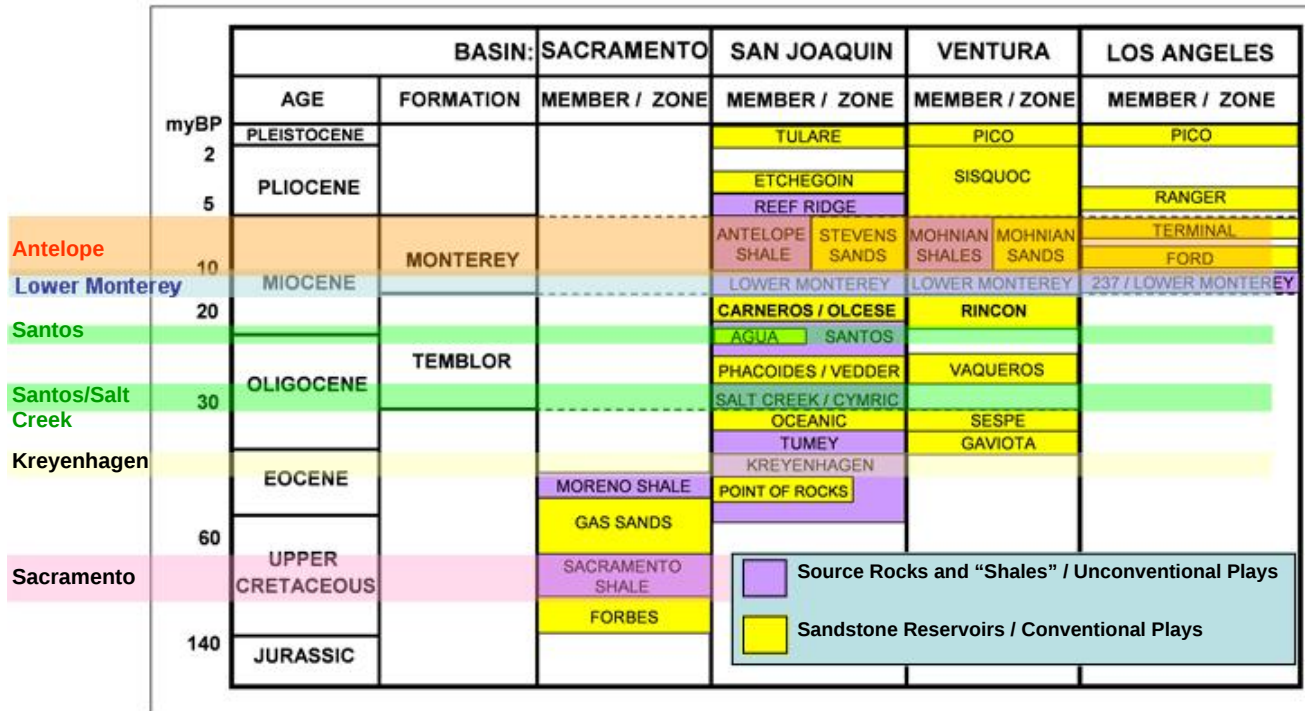 BASIN: SACRAMENTO SAN JOAQUIN VENTURA LOS ANGELES
AGE FORMATION MEMBER / ZONE MEMBER / ZONE MEMBER / ZONE MEMBER / ZONE
myBP
PLEISTOCENE TULARE PICO PICO
2
PLIOCENE ETCHEGOIN SISQUOC
5 REEF RIDGE RANGER
Antelope
10
MIOCENE
MONTEREY
ANTELOPE
SHALE
STEVENS
SANDS
MOHNIAN
SHALES
MOHNIAN
SANDS
TERMINAL
FORD
Lower Monterey
LOWER MONTEREY LOWER MONTEREY 237 / LOWER MONTEREY
20 CARNEROS / OLCESE RINCON
Santos
AGUA SANTOS
TEMBLOR
OLIGOCENE
PHACOIDES / VEDDER VAQUEROS
Santos/Salt
Creek
30
SALT CREEK / CYMRIC
OCEANIC SESPE
TUMEY GAVIOTA
Kreyenhagen
KREYENHAGEN
EOCENE
MORENO SHALE POINT OF ROCKS
GAS SANDS
60
UPPER
CRETACEOUS
Sacramento
SACRAMENTO
SHALE
FORBES
140
JURASSIC
Source Rocks and “Shales” / Unconventional Plays
Sandstone Reservoirs / Conventional Plays